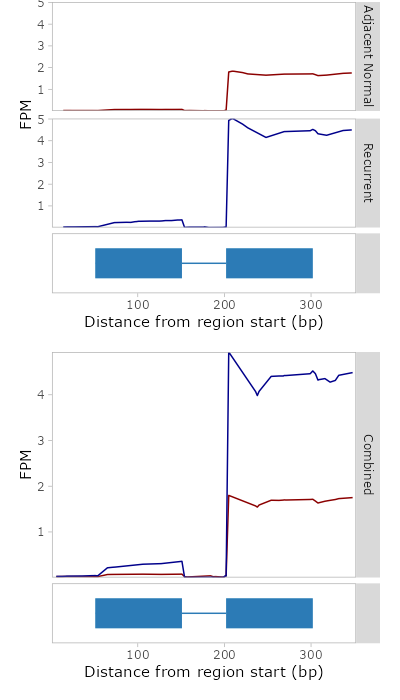 5
4
3
2
1
Adjacent Normal
FPM
5
4
3
2
1
Recurrent
100
200
300
Distance from region start (bp)
4
3
2
1
Combined
FPM
100
200
300
Distance from region start (bp)